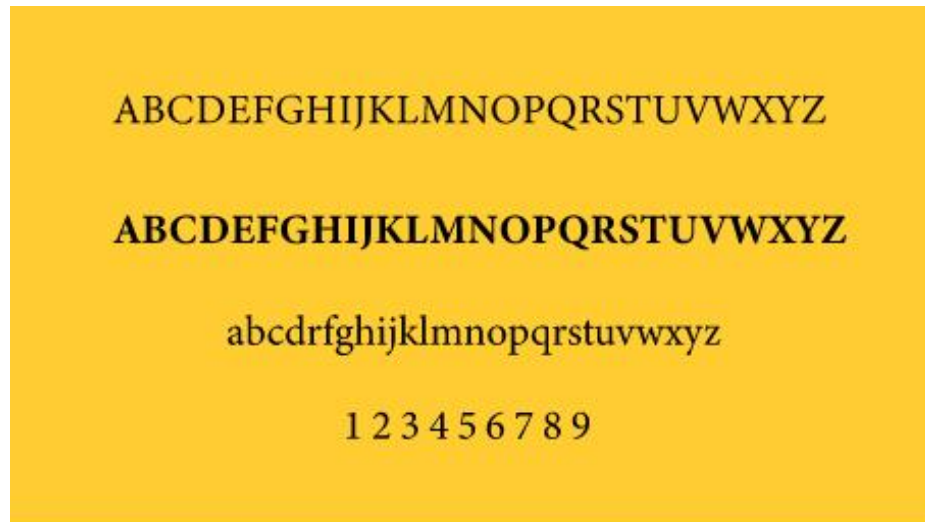 ABCDEFGHIJKLMNOPQRSTUVWXYZ
ABCDEFGHIJKLMNOPQRSTUVWXYZ
abcdrfghijklmnopqrstuvwxyz
1 2 3 4 5 6 7 8 9